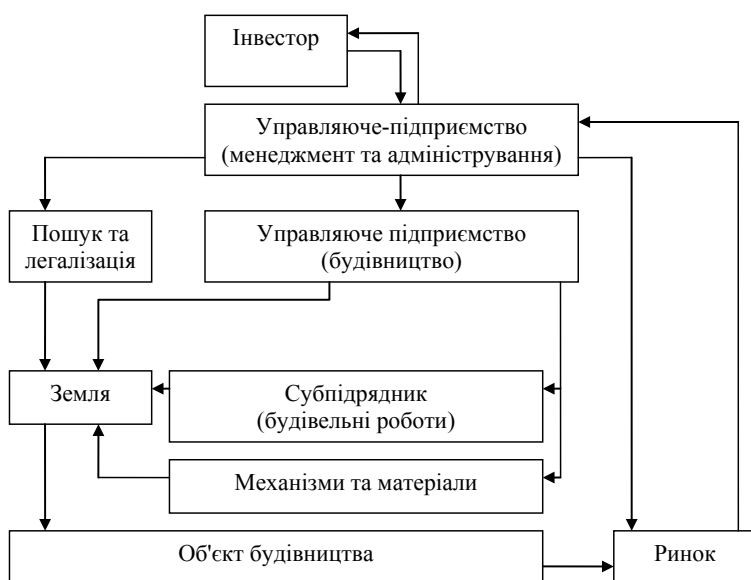 Інвестор
Управляюче-підприємство
(менеджмент та адміністрування)
Пошук та
легалізація
Управляюче підприємство
(будівництво)
Земля
Субпідрядник
(будівельні роботи)
Механізми та матеріали
Об'єкт будівництва
Ринок